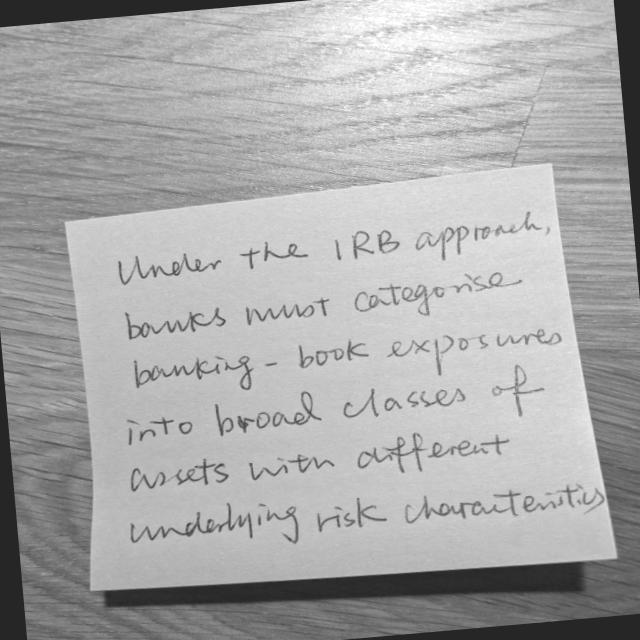 Under the IRB approach,
banks must categorise
banking-book exposures
into broad classes of
assets with different
underlying risk characteristics